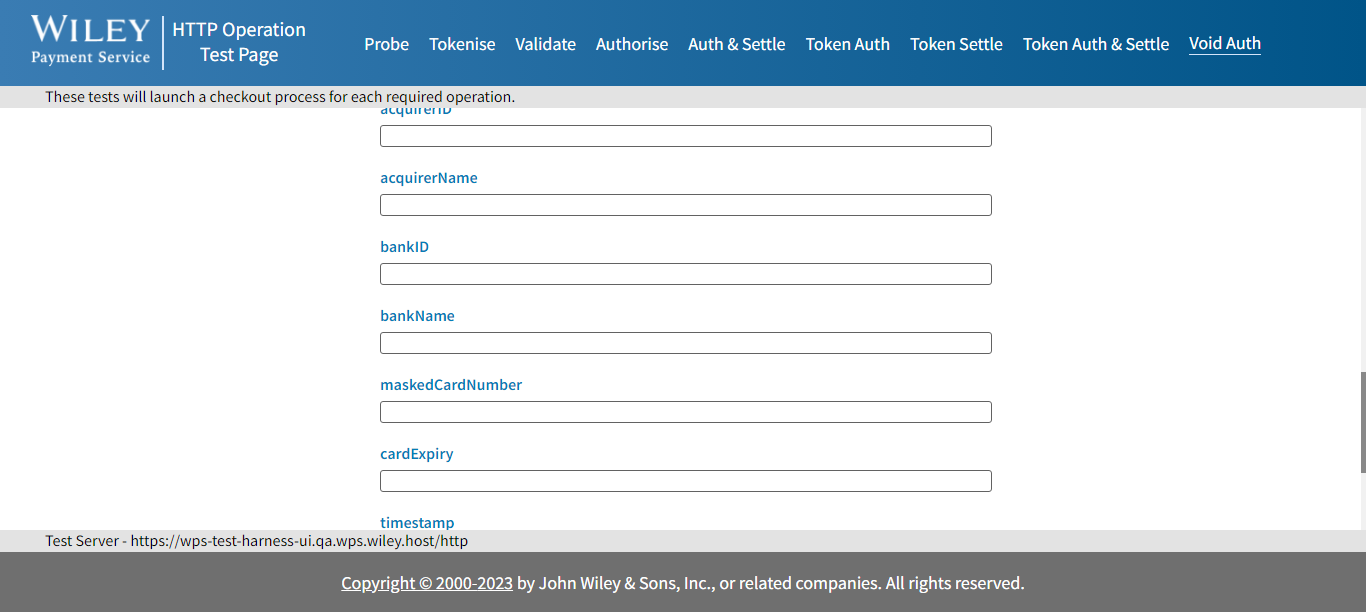 WILEY
Payment Service
HTTP Operation
Test Page
Probe Tokenise Validate Authorise Auth & Settle Token Auth Token Settle Token Auth & Settle Void Auth
These tests will launch a checkout process for each required operation.
acquirerID
acquirerName
bankID
bankName
maskedCardNumber
cardExpiry
timestamp
Test Server - https://wps-test-harness-ui.qa.wps.wiley.host/http
Copyright © 2000-2023 by John Wiley & Sons, Inc., or related companies. All rights reserved.